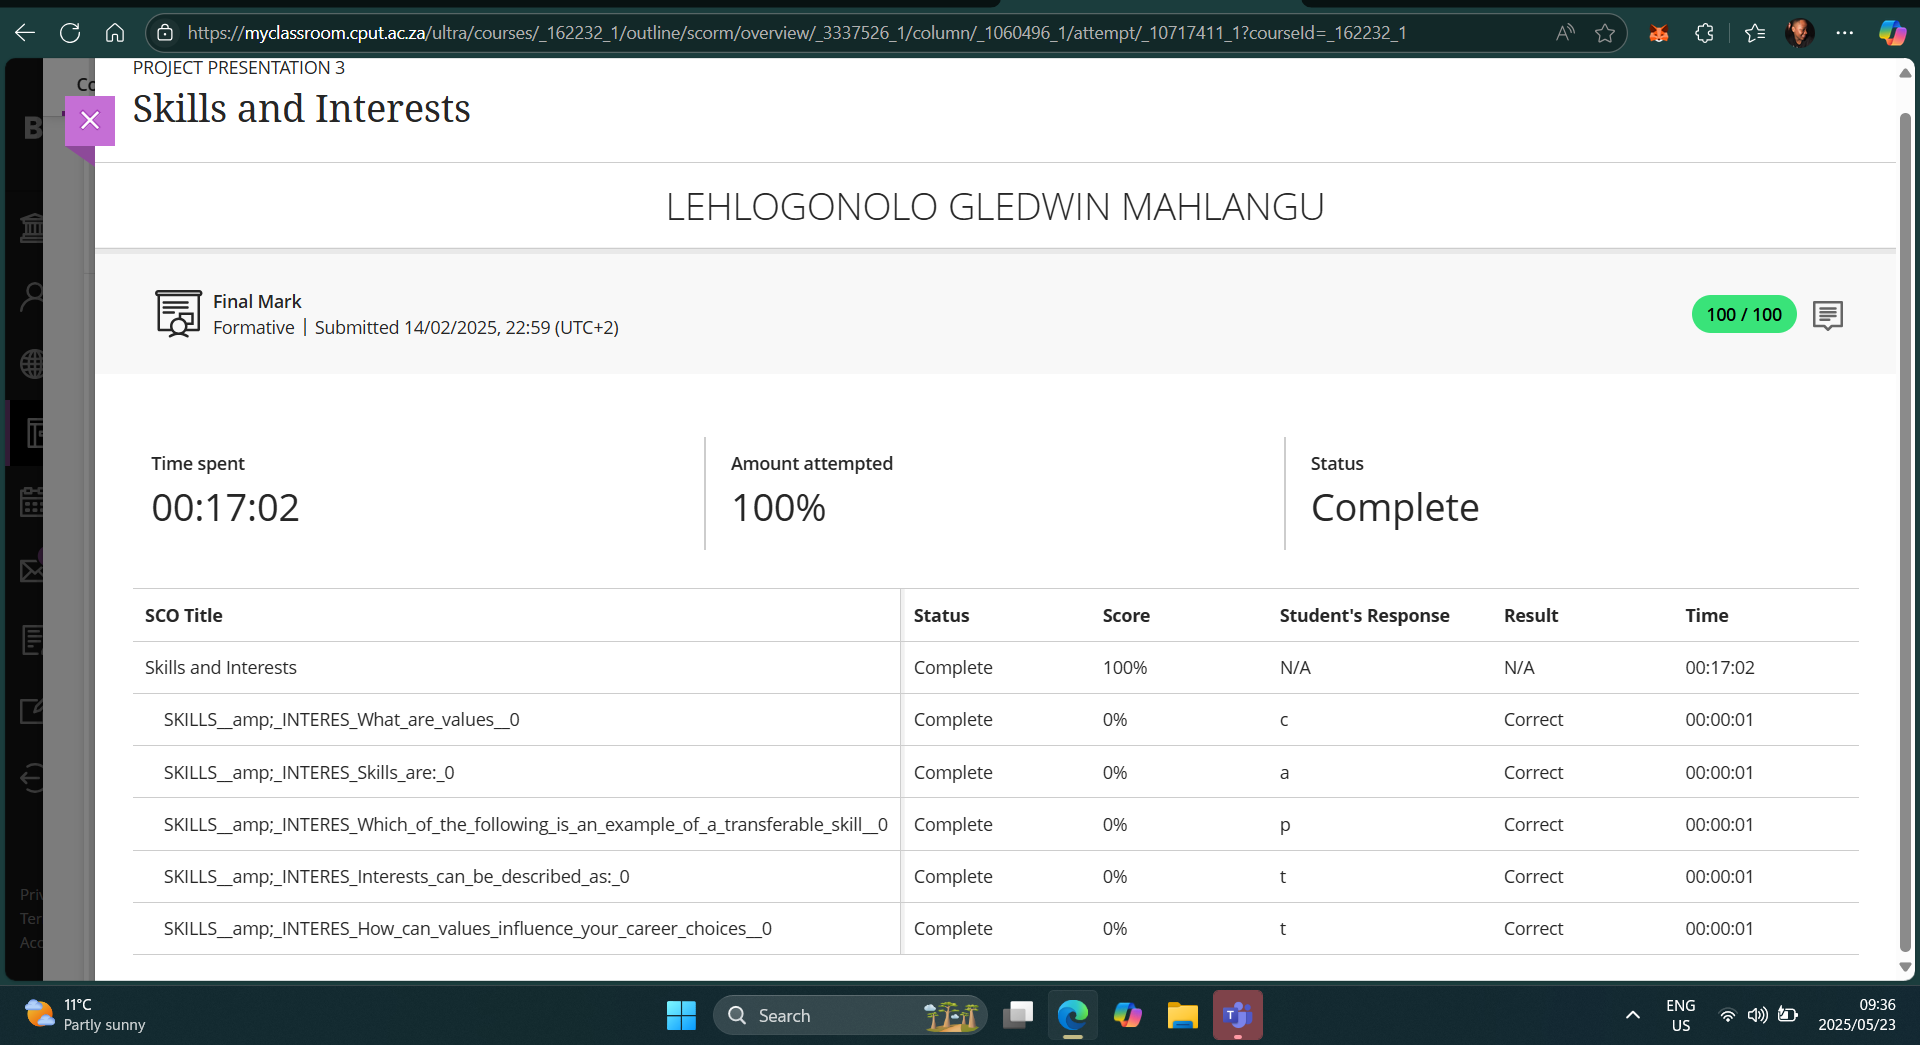 https://myclassroom.cput.ac.za/ultra/courses/_162232_1/outline/scorm/overview/_3337526_1/column/_1060496_1/attempt/_10717411_1?courseId=_162232_1
PROJECT PRESENTATION 3
Skills and Interests
LEHLOGONOLO GLEDWIN MAHLANGU
Final Mark
Formative | Submitted 14/02/2025, 22:59 (UTC+2)
100 / 100
Time spent
00:17:02
Amount attempted
100%
Status
Complete
SCO Title Status Score Student's Response Result Time
Skills and Interests Complete 100% N/A N/A 00:17:02
SKILLS__amp;_INTERES_What_are_values__0 Complete 0% c Correct 00:00:01
SKILLS__amp;_INTERES_Skills_are:_0 Complete 0% a Correct 00:00:01
SKILLS__amp;_INTERES_Which_of_the_following_is_an_example_of_a_transferable_skill__0 Complete 0% p Correct 00:00:01
SKILLS__amp;_INTERES_Interests_can_be_described_as:_0 Complete 0% t Correct 00:00:01
SKILLS__amp;_INTERES_How_can_values_influence_your_career_choices__0 Complete 0% t Correct 00:00:01
11°C
Partly sunny
Search
ENG
US
09:36
2025/05/23